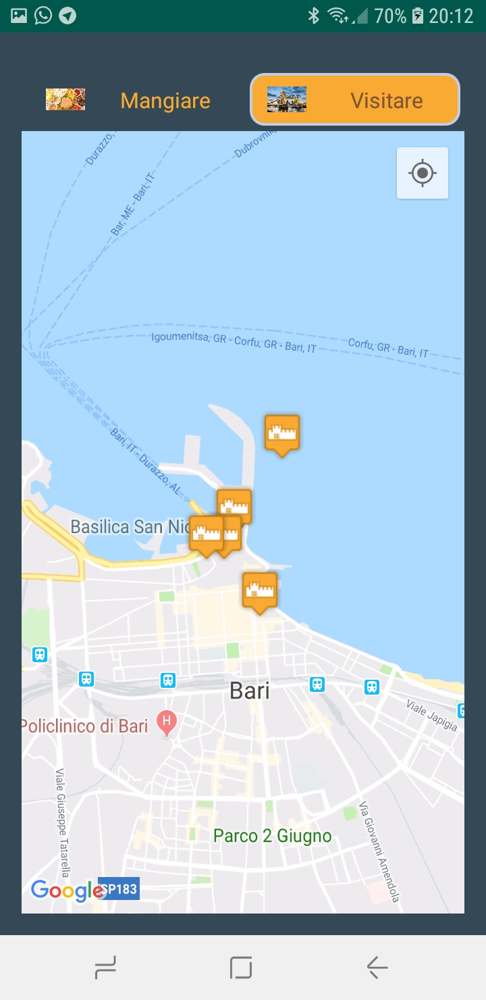 70% 20:12
Mangiare
Visitare
Durazzo,
Dubrovnik,
Bar, ME - Bari, IT
Igoumenitsa, GR - Corfu, GR - Bari, IT
Corfu, GR - Bari, IT
Bari, IT - Durazzo, AL
Basilica San Nic
Bari
Viale Japigia
Policlinico di Bari
H
Viale Giuseppe Tatarella
Via Giovanni Amendola
Parco 2 Giugno
Google
SP183